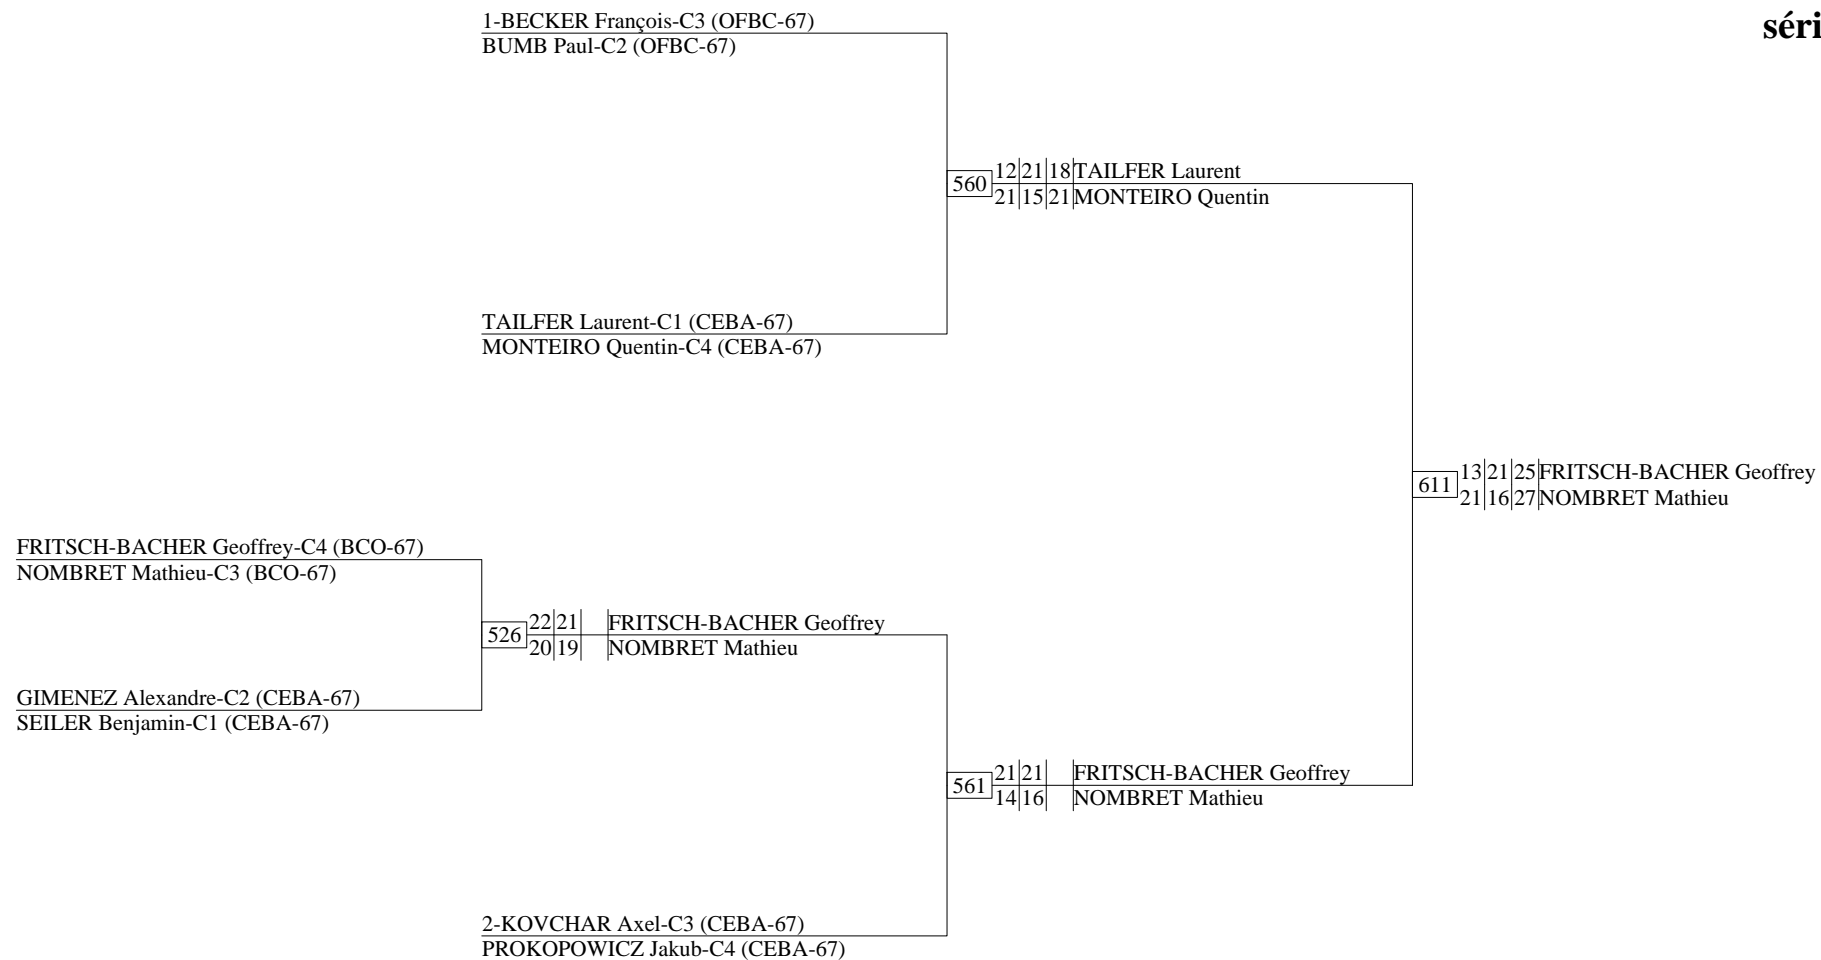 1-BECKER François-C3 (OFBC-67)
BUMB Paul-C2 (OFBC-67)
séri
560
12 21 18 TAILFER Laurent
21 15 21 MONTEIRO Quentin
TAILFER Laurent-C1 (CEBA-67)
MONTEIRO Quentin-C4 (CEBA-67)
611
13 21 25 FRITSCH-BACHER Geoffrey
21 16 27 NOMBRET Mathieu
FRITSCH-BACHER Geoffrey-C4 (BCO-67)
NOMBRET Mathieu-C3 (BCO-67)
526
22 21 FRITSCH-BACHER Geoffrey
20 19 NOMBRET Mathieu
GIMENEZ Alexandre-C2 (CEBA-67)
SEILER Benjamin-C1 (CEBA-67)
561
21 21 FRITSCH-BACHER Geoffrey
14 16 NOMBRET Mathieu
2-KOVCHAR Axel-C3 (CEBA-67)
PROKOPOWICZ Jakub-C4 (CEBA-67)